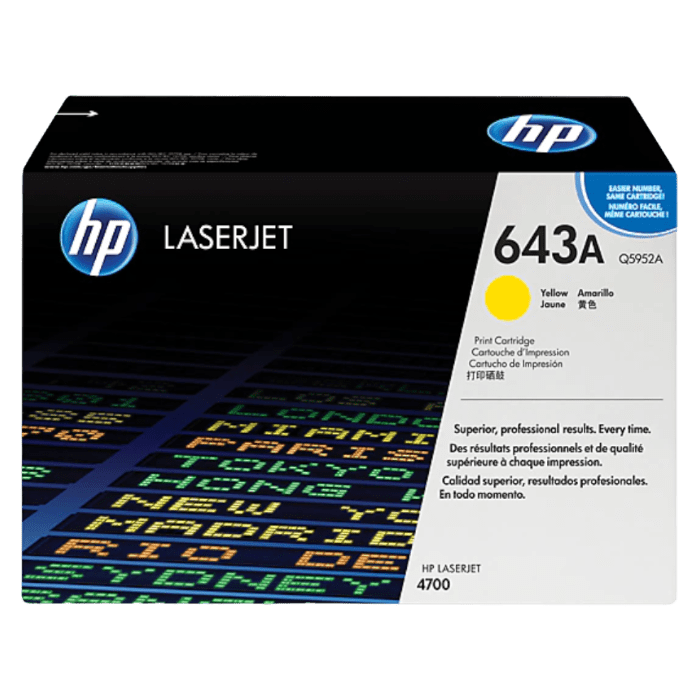 hp
EASIER NUMBER,
SAME CARTRIDGE!
NUMÉRO FACILE,
MÊME CARTOUCHE!
hp LASERJET
643A Q5952A
Yellow Amarillo
Jaune 黄色
Print Cartridge
Cartouche d'Impression
Cartucho de Impresión
打印硒鼓
Superior, professional results. Every time.
Des résultats professionnels et de qualité
supérieure à chaque impression.
Calidad superior, resultados profesionales.
En todo momento.
HP LASERJET
4700
LONDO
MIAMI
PARIS
TOKYO
HONG K
NEW YO
MADRID
RIO DE
SYDNEY